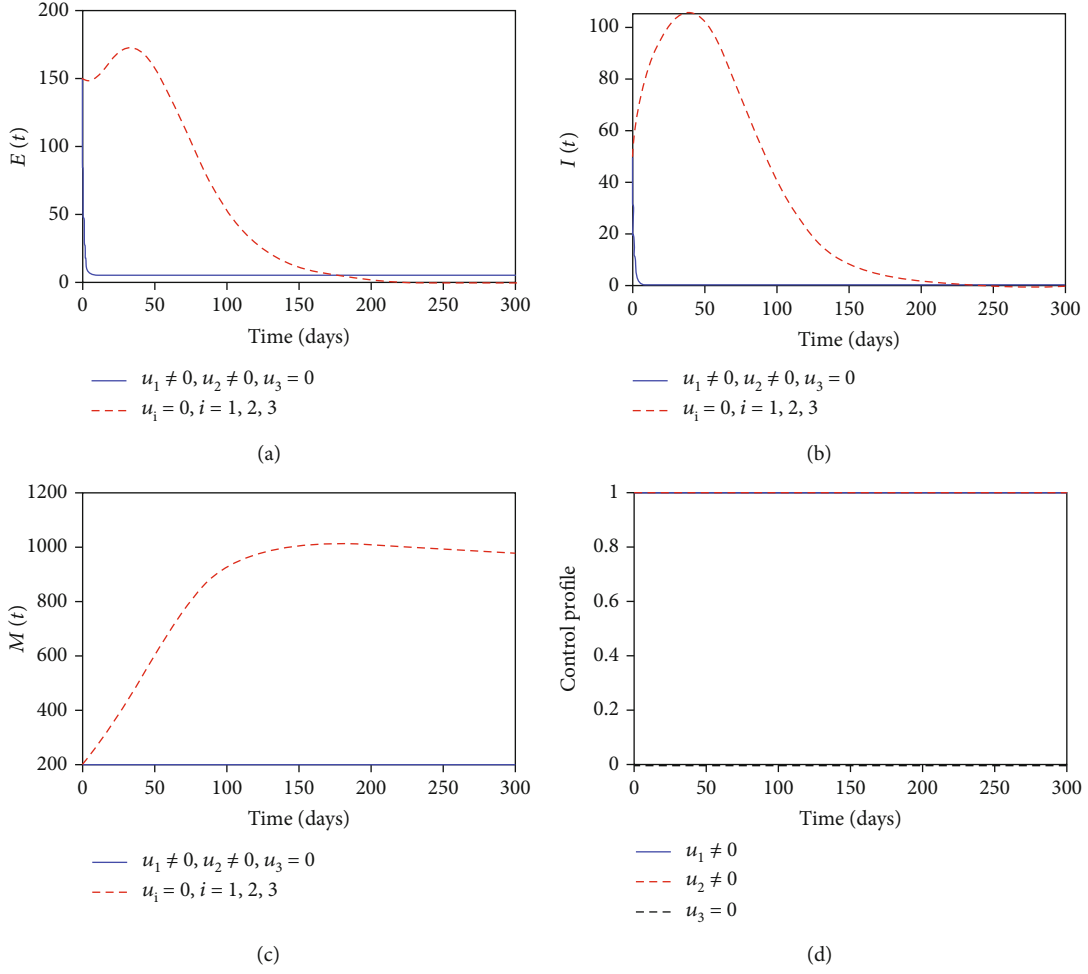 200
150
100
50
0
E (t)
0 50 100 150 200 250 300
Time (days)
u1 ≠ 0, u2 ≠ 0, u3 = 0
ui = 0, i = 1, 2, 3
(a)
100
80
60
40
20
0
I (t)
0 50 100 150 200 250 300
Time (days)
u1 ≠ 0, u2 ≠ 0, u3 = 0
ui = 0, i = 1, 2, 3
(b)
1200
1000
800
600
400
200
M (t)
0 50 100 150 200 250 300
Time (days)
u1 ≠ 0, u2 ≠ 0, u3 = 0
ui = 0, i = 1, 2, 3
(c)
1
0.8
0.6
0.4
0.2
0
Control profile
0 50 100 150 200 250 300
Time (days)
u1 ≠ 0
u2 ≠ 0
u3 = 0
(d)